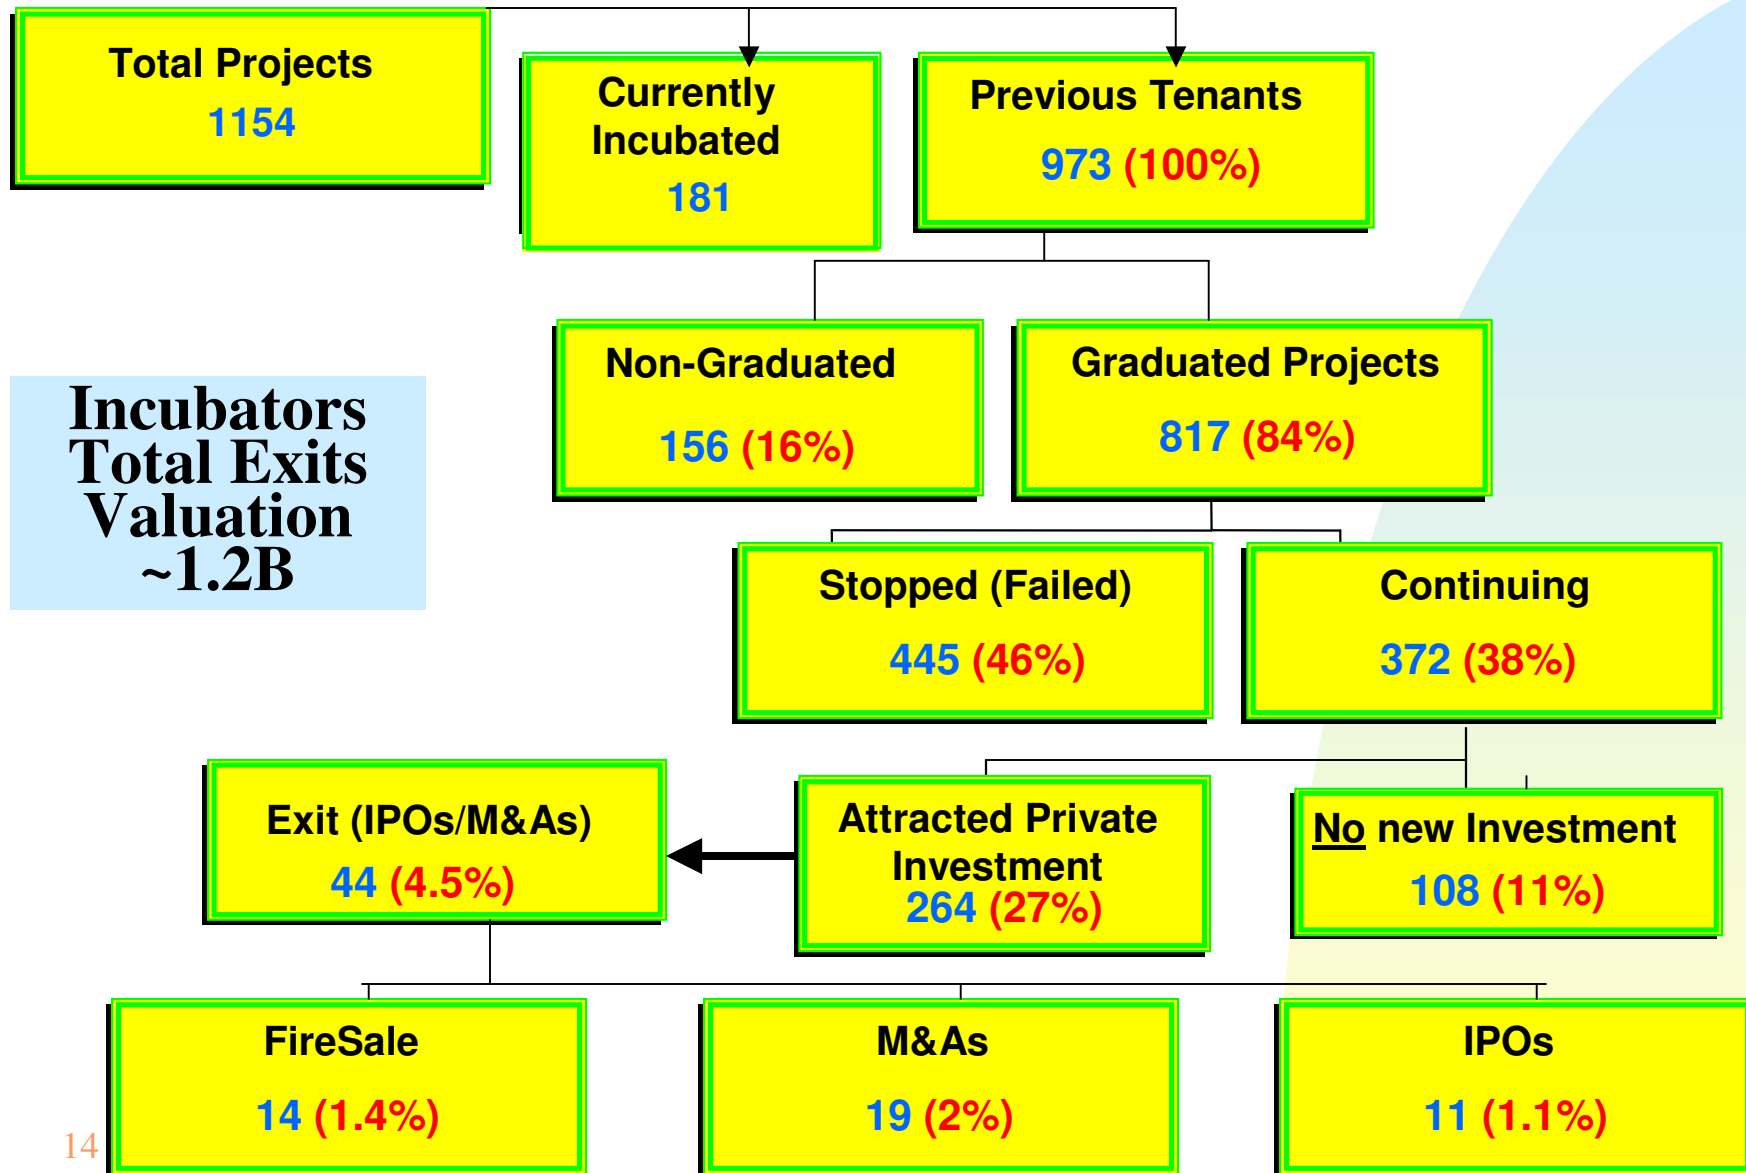 Total Projects
1154
Currently
Incubated
181
Previous Tenants
973 (100%)
Non-Graduated
156 (16%)
Graduated Projects
817 (84%)
Incubators
Total Exits
Valuation
~1.2B
Stopped (Failed)
445 (46%)
Continuing
372 (38%)
Exit (IPOs/M&As)
44 (4.5%)
Attracted Private
Investment
264 (27%)
No new Investment
108 (11%)
FireSale
14 (1.4%)
M&As
19 (2%)
IPOs
11 (1.1%)
14